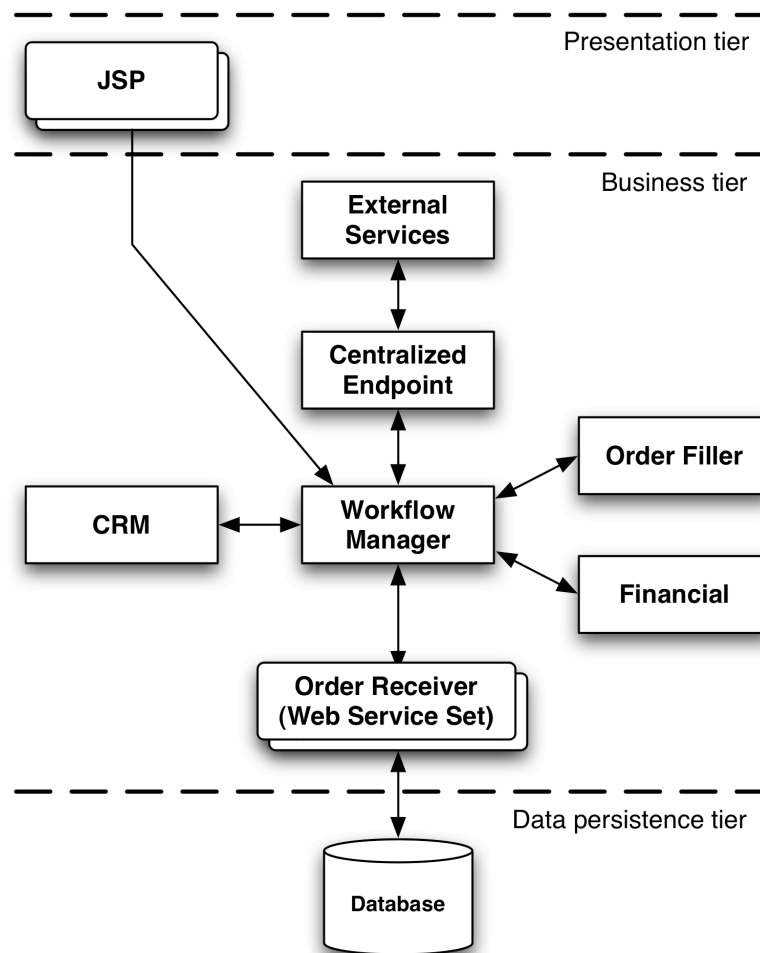 Presentation tier
JSP
Business tier
External
Services
Centralized
Endpoint
Order Filler
CRM
Workflow
Manager
Financial
Order Receiver
(Web Service Set)
Data persistence tier
Database